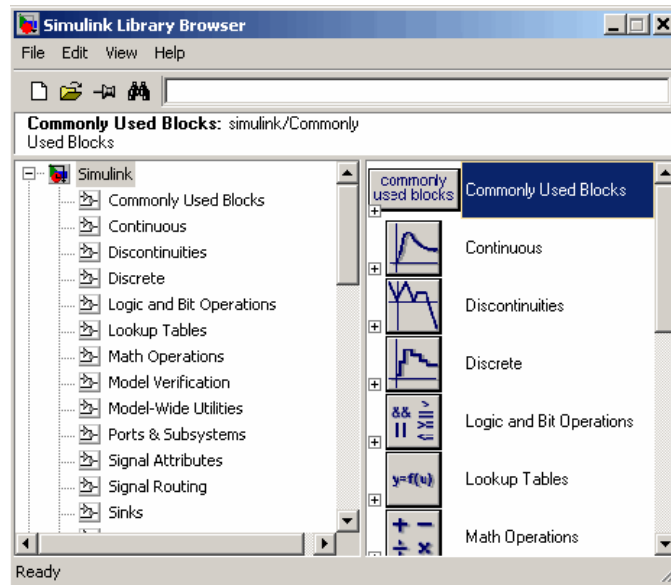 Simulink Library Browser
File Edit View Help
Commonly Used Blocks: simulink/Commonly
Used Blocks
Simulink
Commonly Used Blocks
Continuous
Discontinuities
Discrete
Logic and Bit Operations
Lookup Tables
Math Operations
Model Verification
Model-Wide Utilities
Ports & Subsystems
Signal Attributes
Signal Routing
Sinks
commonly
used blocks
Commonly Used Blocks
Continuous
Discontinuities
Discrete
&& || > >= <=
Logic and Bit Operations
y=f(u)
Lookup Tables
+ − ÷ ×
Math Operations
Ready